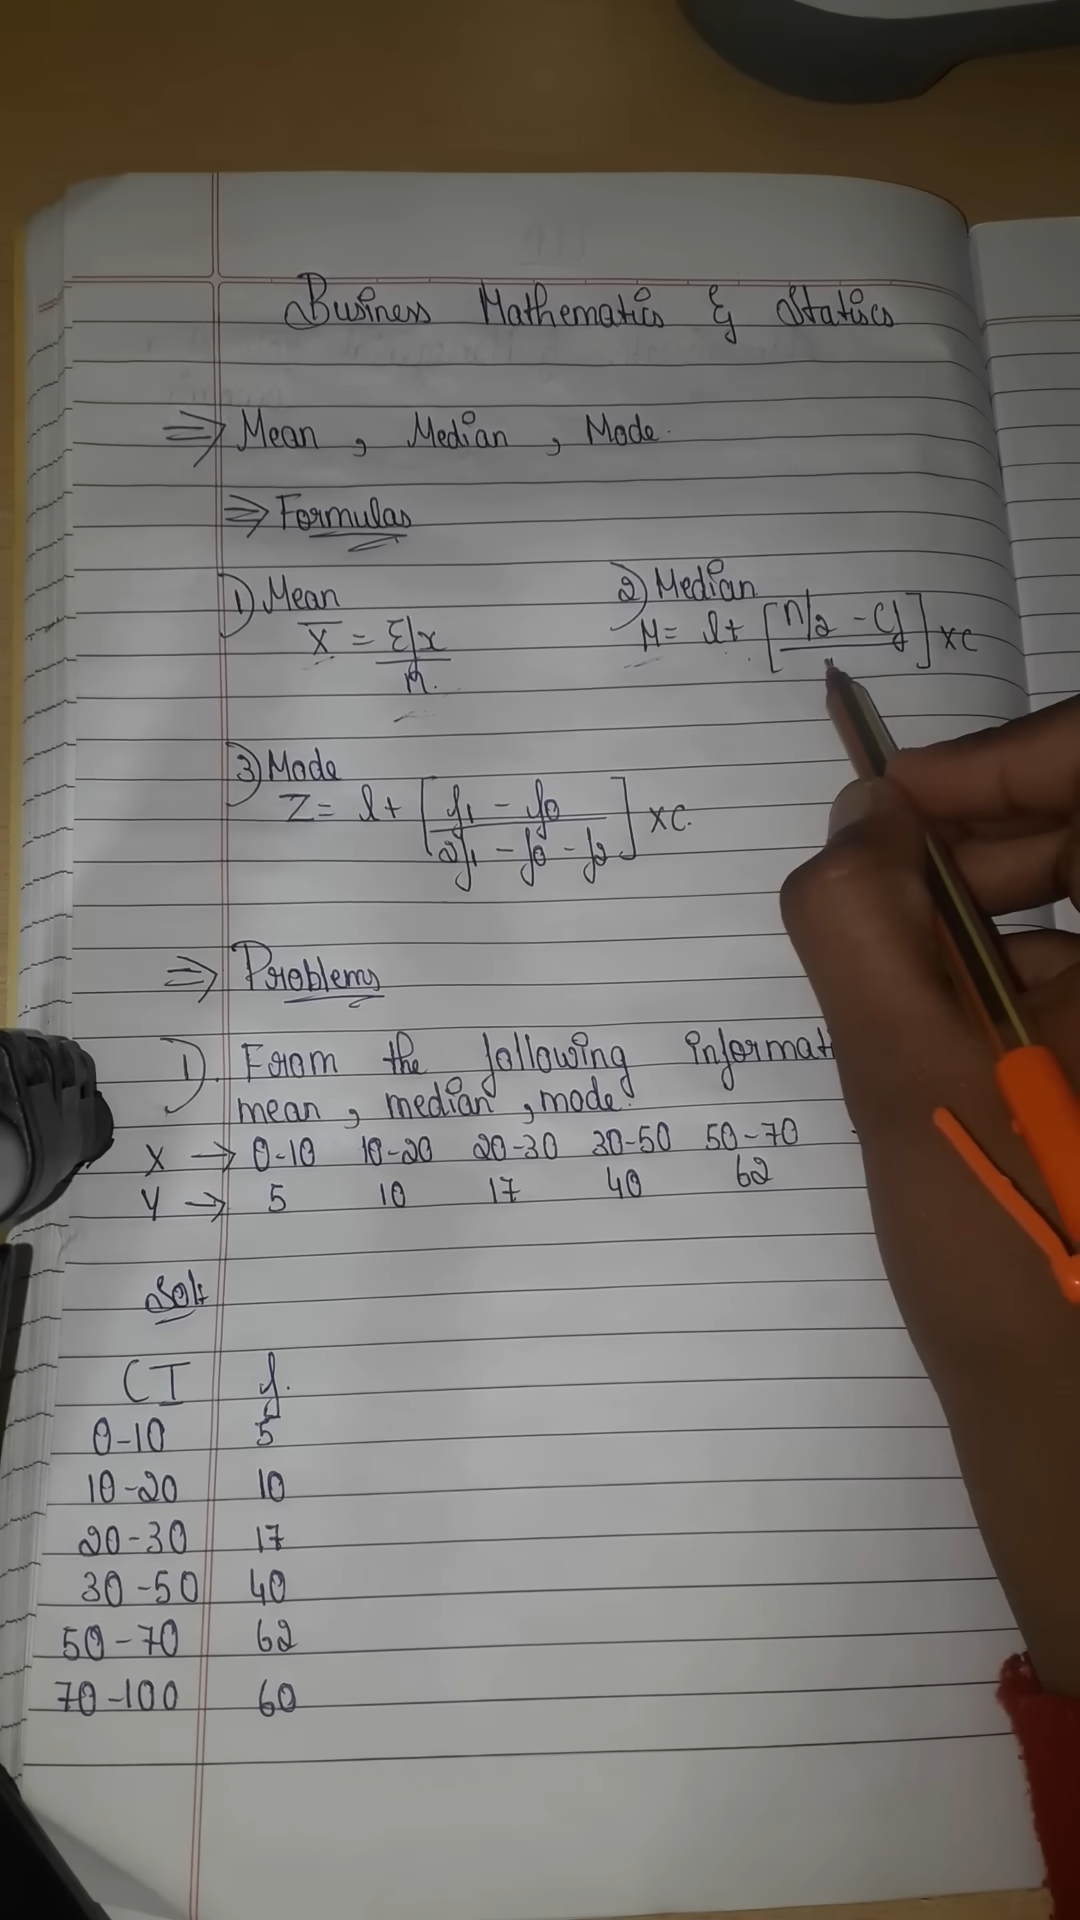 Business Mathematics & Statiscs
⇒ Mean , Median , Mode.
⇒ Formulas
1) Mean
X̄ = Σfx / n.
2) Median
M = l + [n/2 - cf / ] × c
3) Mode
Z = l + [f1 - f0 / 2f1 - f0 - f2] × c.
⇒ Problems
1). From the following informat
mean , median , mode.
X → 0-10 10-20 20-30 30-50 50-70
Y → 5 10 17 40 62
Sol:
CI f.
0-10 5
10-20 10
20-30 17
30-50 40
50-70 62
70-100 60